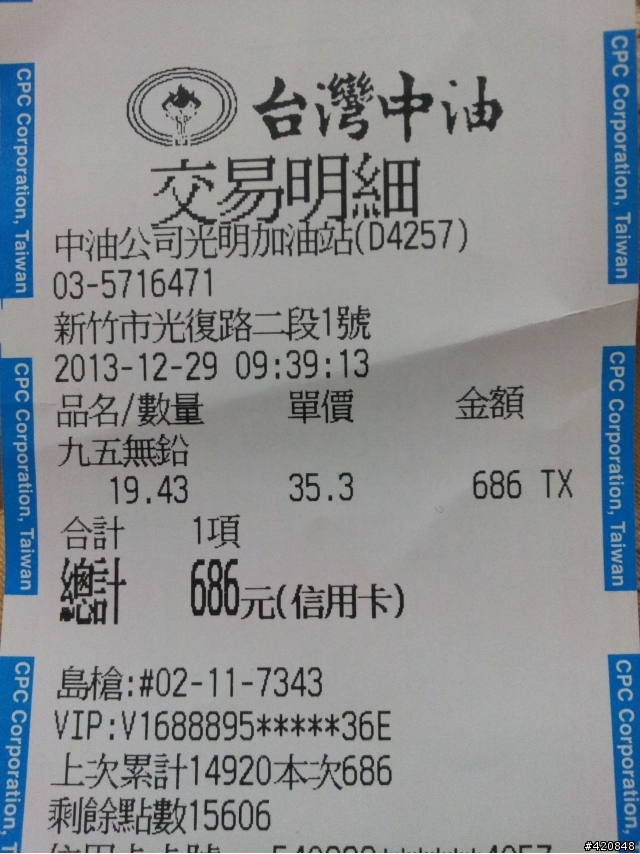 台灣中油
交易明細
中油公司光明加油站(D4257)
03-5716471
新竹市光復路二段1號
2013-12-29 09:39:13
品名/數量 單價 金額
九五無鉛
19.43 35.3 686 TX
合計 1項
總計 686元(信用卡)
島槍:#02-11-7343
VIP:V1688895*****36E
上次累計14920本次686
剩餘點數15606
CPC Corporation, Taiwan
CPC Corporation, Taiwan
CPC Corporation, Taiwan
CPC Corporation, Taiwan
CPC Corporation, Taiwan
CPC Corporation, Taiwan
#420848